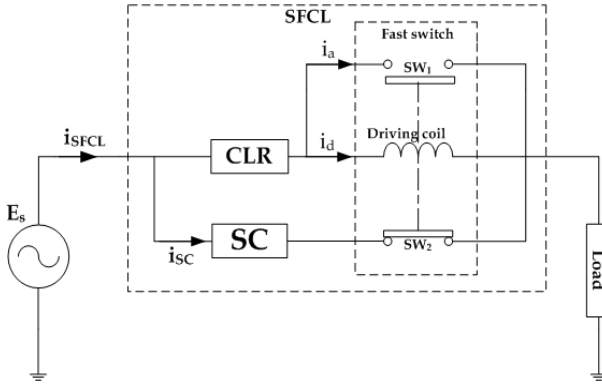 SFCL
Fast switch
i_a
SW₁
i_SFCL
CLR
i_d
Driving coil
E_s
i_SC
SC
SW₂
Load